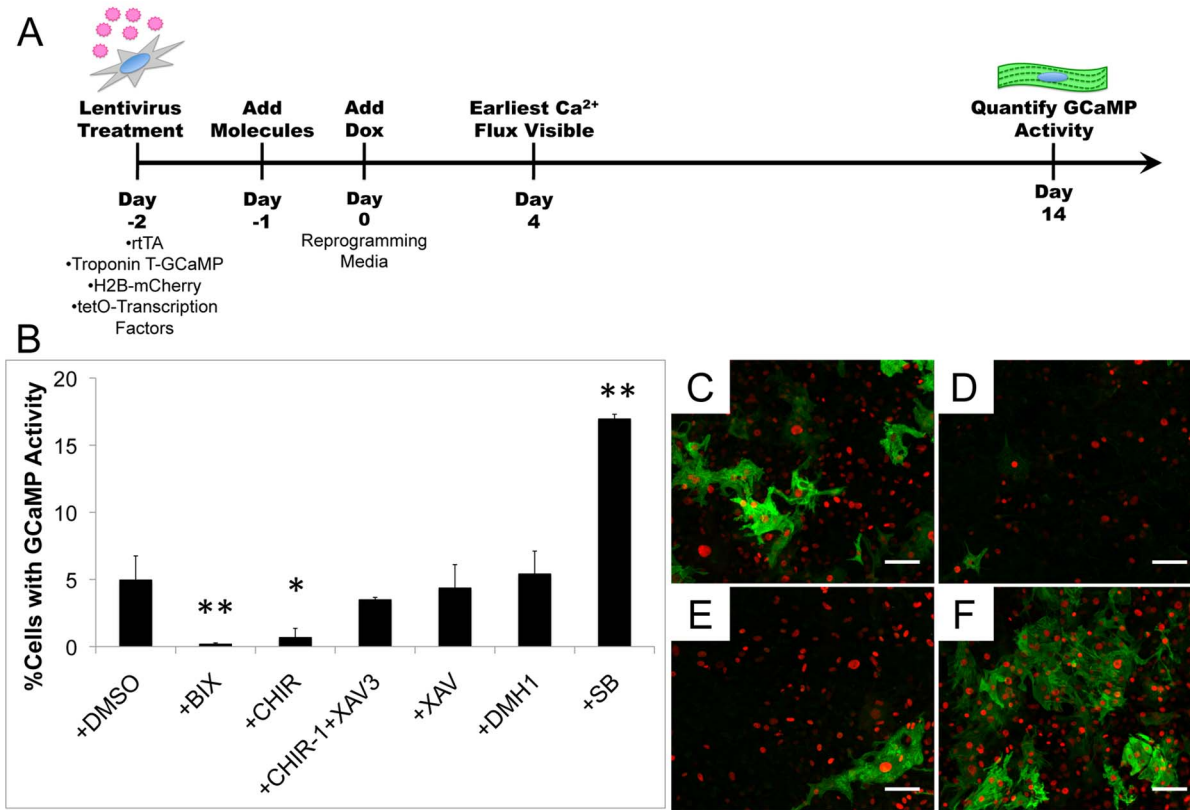 A
Lentivirus
Treatment
Add
Molecules
Add
Dox
Earliest Ca²⁺
Flux Visible
Quantify GCaMP
Activity
Day
-2
Day
-1
Day
0
Day
4
Day
14
•rtTA
•Troponin T-GCaMP
•H2B-mCherry
•tetO-Transcription
Factors
Reprogramming
Media
B
%Cells with GCaMP Activity
20
15
10
5
0
**
*
**
+DMSO
+BIX
+CHIR
+CHIR-1+XAV3
+XAV
+DMH1
+SB
C
D
E
F